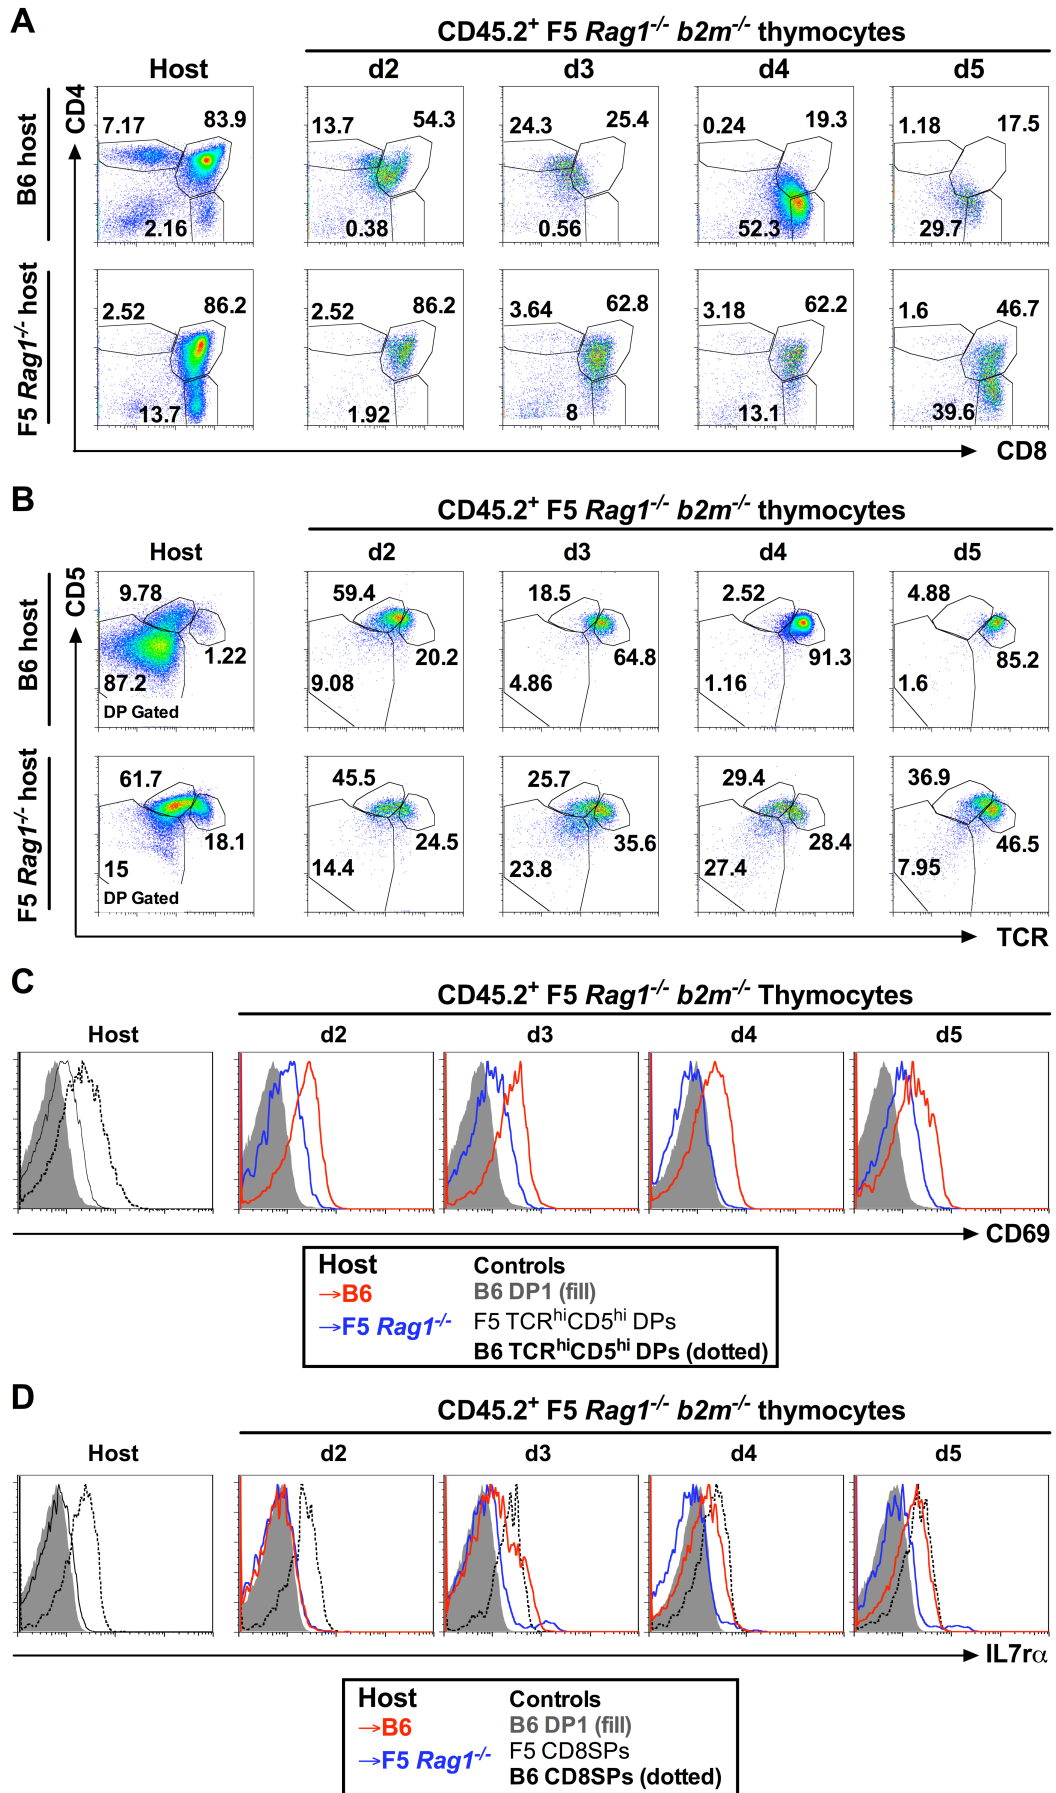 A
CD45.2+ F5 Rag1-/- b2m-/- thymocytes
Host d2 d3 d4 d5
B6 host
CD4
7.17 83.9 2.16
13.7 54.3 0.38
24.3 25.4 0.56
0.24 19.3 52.3
1.18 17.5 29.7
F5 Rag1-/- host
2.52 86.2 13.7
2.52 86.2 1.92
3.64 62.8 8
3.18 62.2 13.1
1.6 46.7 39.6
CD8
B
CD45.2+ F5 Rag1-/- b2m-/- thymocytes
Host d2 d3 d4 d5
B6 host
CD5
9.78 1.22 87.2 DP Gated
59.4 20.2 9.08
18.5 64.8 4.86
2.52 91.3 1.16
4.88 85.2 1.6
F5 Rag1-/- host
61.7 18.1 15 DP Gated
45.5 24.5 14.4
25.7 35.6 23.8
29.4 28.4 27.4
36.9 46.5 7.95
TCR
C
CD45.2+ F5 Rag1-/- b2m-/- Thymocytes
Host d2 d3 d4 d5
CD69
Host Controls
→B6 B6 DP1 (fill)
→F5 Rag1-/- F5 TCRhiCD5hi DPs
B6 TCRhiCD5hi DPs (dotted)
D
CD45.2+ F5 Rag1-/- b2m-/- thymocytes
Host d2 d3 d4 d5
IL7rα
Host Controls
→B6 B6 DP1 (fill)
→F5 Rag1-/- F5 CD8SPs
B6 CD8SPs (dotted)